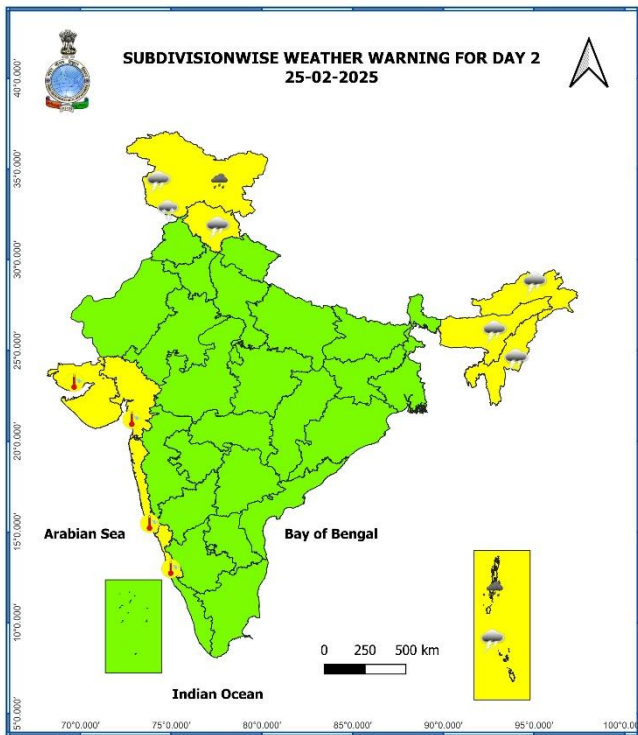 SUBDIVISIONWISE WEATHER WARNING FOR DAY 2
25-02-2025
40°0.000'
35°0.000'
30°0.000'
25°0.000'
20°0.000'
15°0.000'
10°0.000'
5°0.000'
Arabian Sea
Bay of Bengal
0 250 500 km
Indian Ocean
70°0.000' 75°0.000' 80°0.000' 85°0.000' 90°0.000' 95°0.000' 100°0.0